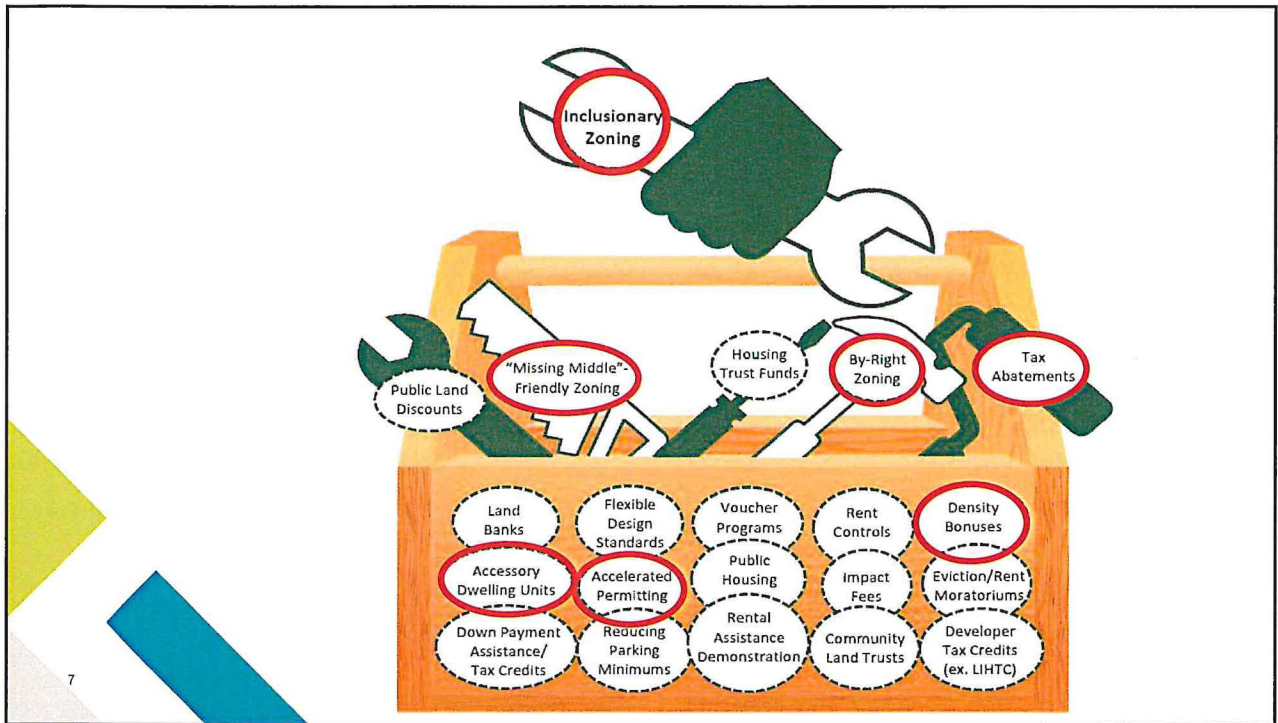 Inclusionary
Zoning
Public Land
Discounts
"Missing Middle"-
Friendly Zoning
Housing
Trust Funds
By-Right
Zoning
Tax
Abatements
Land
Banks
Flexible
Design
Standards
Voucher
Programs
Rent
Controls
Density
Bonuses
Accessory
Dwelling Units
Accelerated
Permitting
Public
Housing
Impact
Fees
Eviction/Rent
Moratoriums
Down Payment
Assistance/
Tax Credits
Reducing
Parking
Minimums
Rental
Assistance
Demonstration
Community
Land Trusts
Developer
Tax Credits
(ex. LIHTC)
7